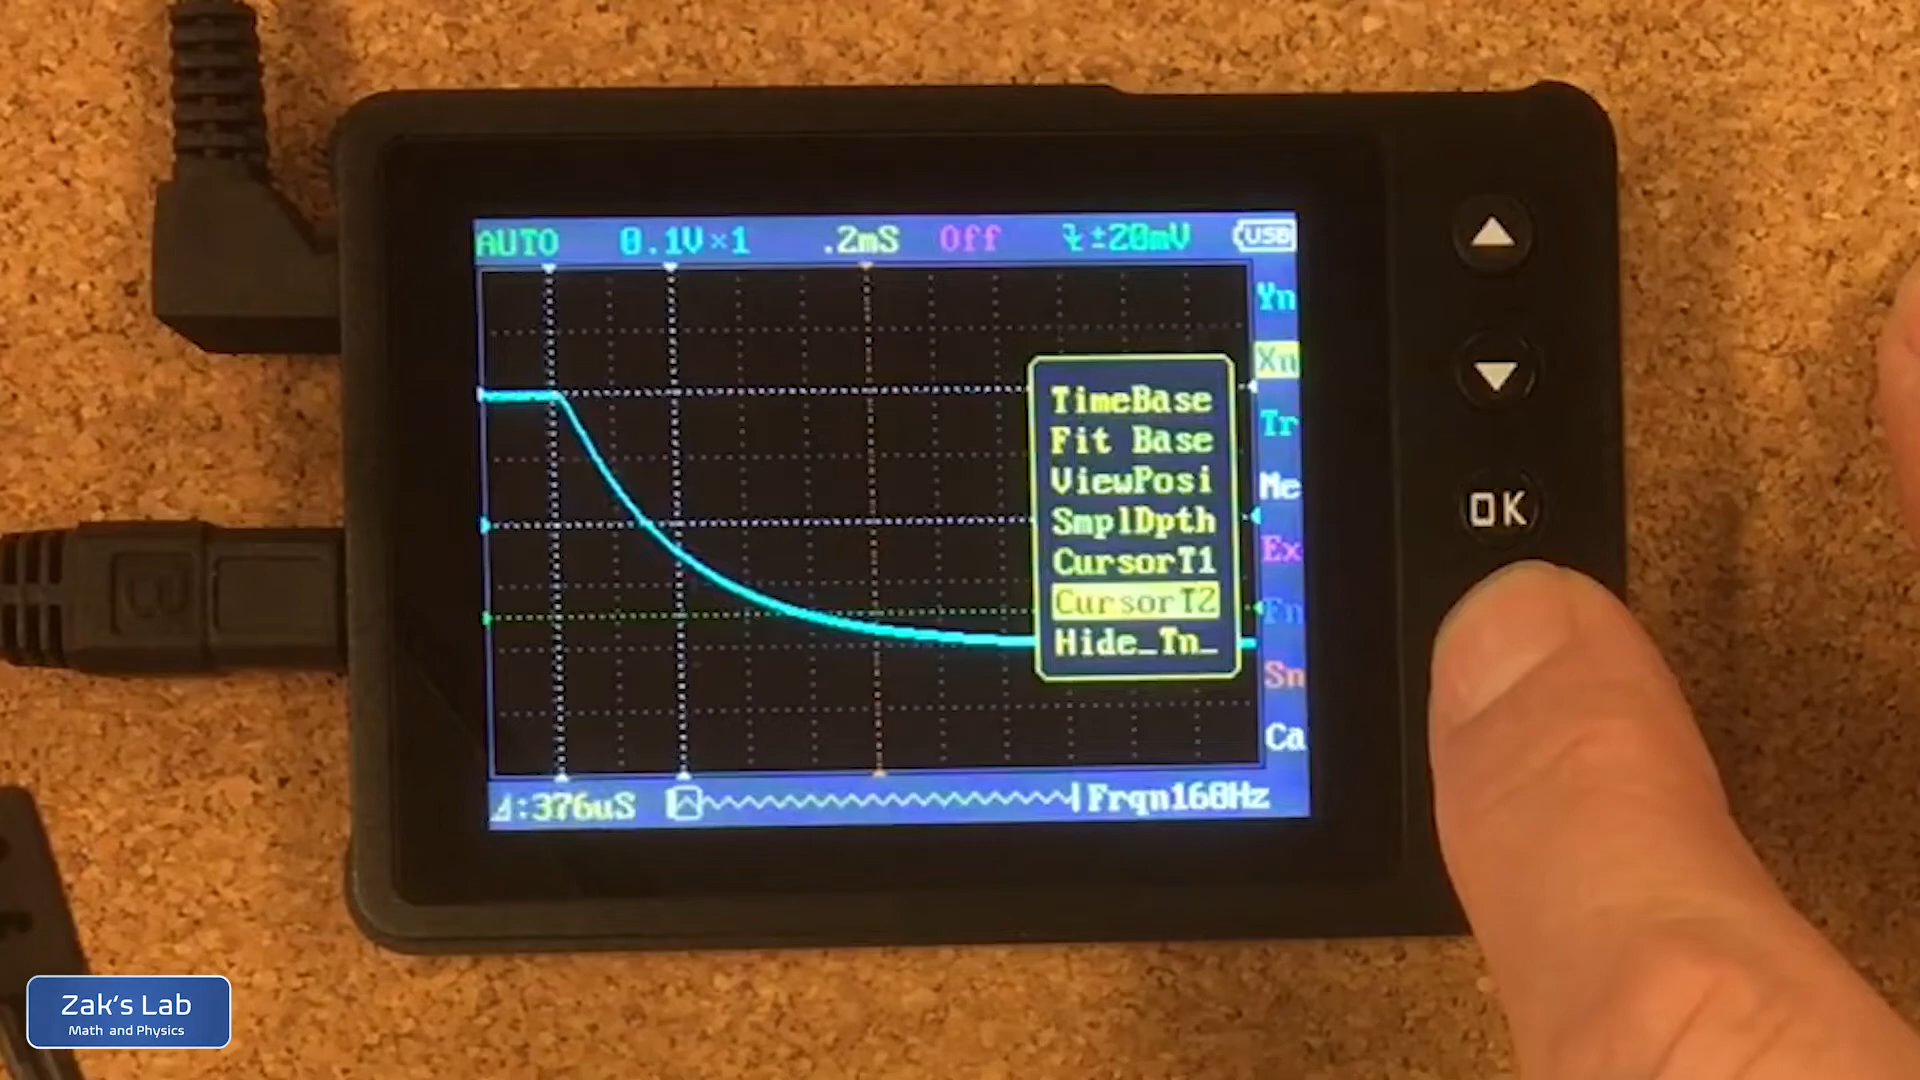 AUTO 0.1V×1 .2mS Off ±20mV USB
Yn
Xn
Tr
Me
Ex
Fn
Sn
Ca
TimeBase
Fit Base
ViewPosi
SmplDpth
CursorT1
CursorT2
Hide_Tn_
⊿:376uS Frqn160Hz
OK
Zak's Lab
Math and Physics